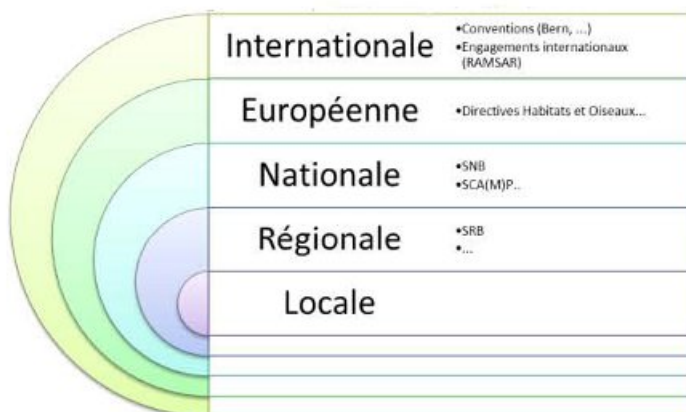 Internationale
•Conventions (Bern, ...)
•Engagements internationaux
(RAMSAR)
Européenne
•Directives Habitats et Oiseaux...
Nationale
•SNB
•SCA(M)P..
Régionale
•SRB
•...
Locale